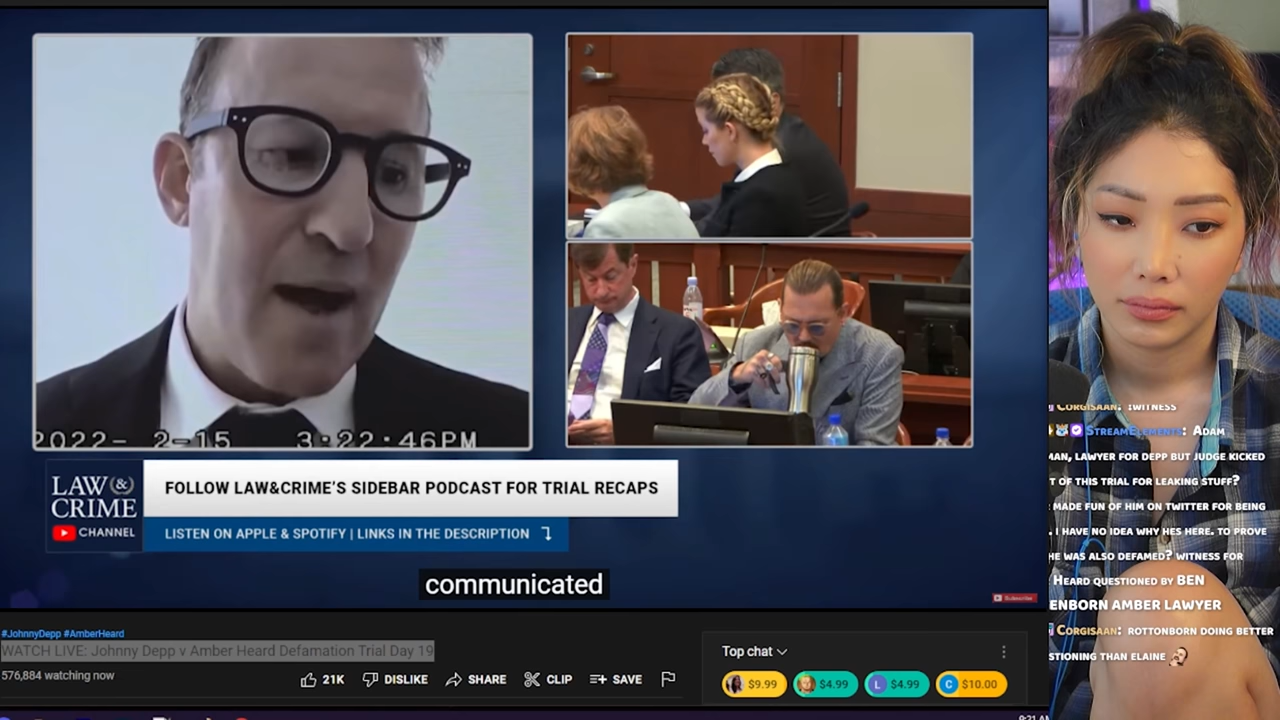 2022- 2-15 3:22:46PM
LAW &
CRIME
CHANNEL
FOLLOW LAW&CRIME'S SIDEBAR PODCAST FOR TRIAL RECAPS
LISTEN ON APPLE & SPOTIFY | LINKS IN THE DESCRIPTION
communicated
Subscribe
#JohnnyDepp #AmberHeard
WATCH LIVE: Johnny Depp v Amber Heard Defamation Trial Day 19
576,884 watching now
21K
DISLIKE
SHARE
CLIP
SAVE
Top chat
$9.99
$4.99
L $4.99
C $10.00
9:21 AM
CORGISAAN: !WITNESS
STREAMELEMENTS: ADAM
MAN, LAWYER FOR DEPP BUT JUDGE KICKED
T OF THIS TRIAL FOR LEAKING STUFF?
MADE FUN OF HIM ON TWITTER FOR BEING
. I HAVE NO IDEA WHY HES HERE. TO PROVE
HE WAS ALSO DEFAMED? WITNESS FOR
HEARD QUESTIONED BY BEN
ENBORN AMBER LAWYER
CORGISAAN: ROTTONBORN DOING BETTER
STIONING THAN ELAINE